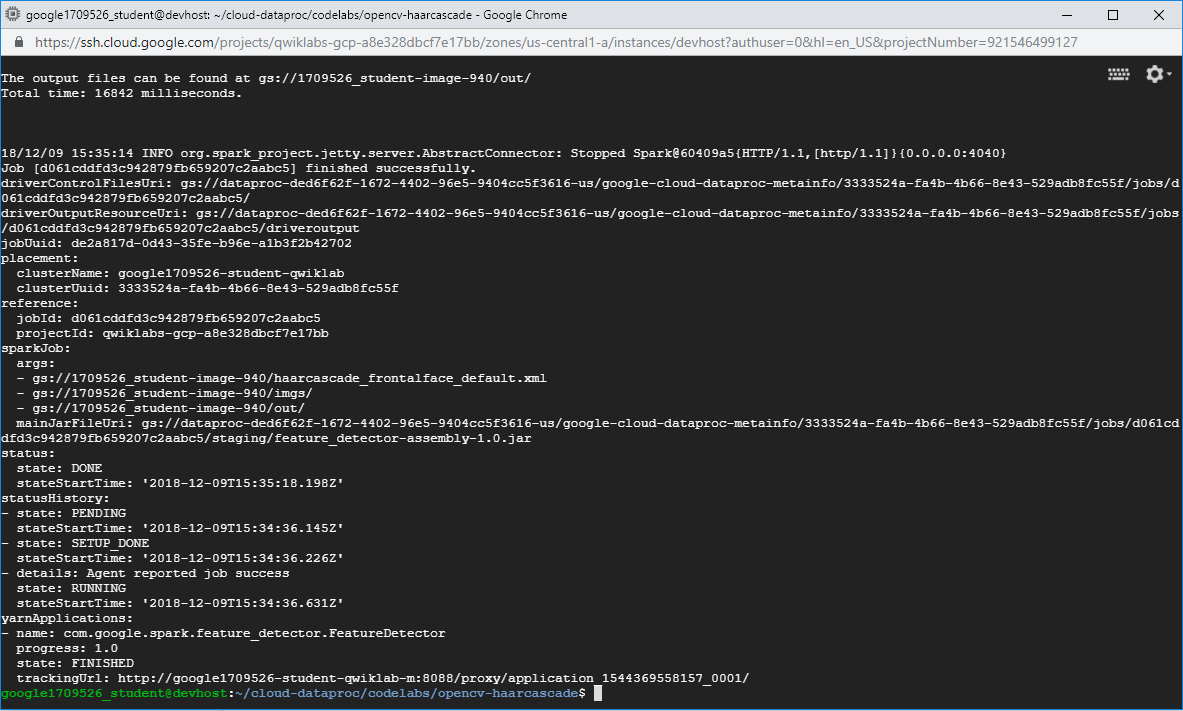 google1709526_student@devhost: ~/cloud-dataproc/codelabs/opencv-haarcascade - Google Chrome
https://ssh.cloud.google.com/projects/qwiklabs-gcp-a8e328dbcf7e17bb/zones/us-central1-a/instances/devhost?authuser=0&hl=en_US&projectNumber=921546499127
The output files can be found at gs://1709526_student-image-940/out/
Total time: 16842 milliseconds.
18/12/09 15:35:14 INFO org.spark_project.jetty.server.AbstractConnector: Stopped Spark@60409a5{HTTP/1.1,[http/1.1]}{0.0.0.0:4040}
Job [d061cddfd3c942879fb659207c2aabc5] finished successfully.
driverControlFilesUri: gs://dataproc-ded6f62f-1672-4402-96e5-9404cc5f3616-us/google-cloud-dataproc-metainfo/3333524a-fa4b-4b66-8e43-529adb8fc55f/jobs/d
061cddfd3c942879fb659207c2aabc5/
driverOutputResourceUri: gs://dataproc-ded6f62f-1672-4402-96e5-9404cc5f3616-us/google-cloud-dataproc-metainfo/3333524a-fa4b-4b66-8e43-529adb8fc55f/jobs
/d061cddfd3c942879fb659207c2aabc5/driveroutput
jobUuid: de2a817d-0d43-35fe-b96e-a1b3f2b42702
placement:
  clusterName: google1709526-student-qwiklab
  clusterUuid: 3333524a-fa4b-4b66-8e43-529adb8fc55f
reference:
  jobId: d061cddfd3c942879fb659207c2aabc5
  projectId: qwiklabs-gcp-a8e328dbcf7e17bb
sparkJob:
  args:
  - gs://1709526_student-image-940/haarcascade_frontalface_default.xml
  - gs://1709526_student-image-940/imgs/
  - gs://1709526_student-image-940/out/
  mainJarFileUri: gs://dataproc-ded6f62f-1672-4402-96e5-9404cc5f3616-us/google-cloud-dataproc-metainfo/3333524a-fa4b-4b66-8e43-529adb8fc55f/jobs/d061cd
dfd3c942879fb659207c2aabc5/staging/feature_detector-assembly-1.0.jar
status:
  state: DONE
  stateStartTime: '2018-12-09T15:35:18.198Z'
statusHistory:
- state: PENDING
  stateStartTime: '2018-12-09T15:34:36.145Z'
- state: SETUP_DONE
  stateStartTime: '2018-12-09T15:34:36.226Z'
- details: Agent reported job success
  state: RUNNING
  stateStartTime: '2018-12-09T15:34:36.631Z'
yarnApplications:
- name: com.google.spark.feature_detector.FeatureDetector
  progress: 1.0
  state: FINISHED
  trackingUrl: http://google1709526-student-qwiklab-m:8088/proxy/application_1544369558157_0001/
google1709526_student@devhost:~/cloud-dataproc/codelabs/opencv-haarcascade$